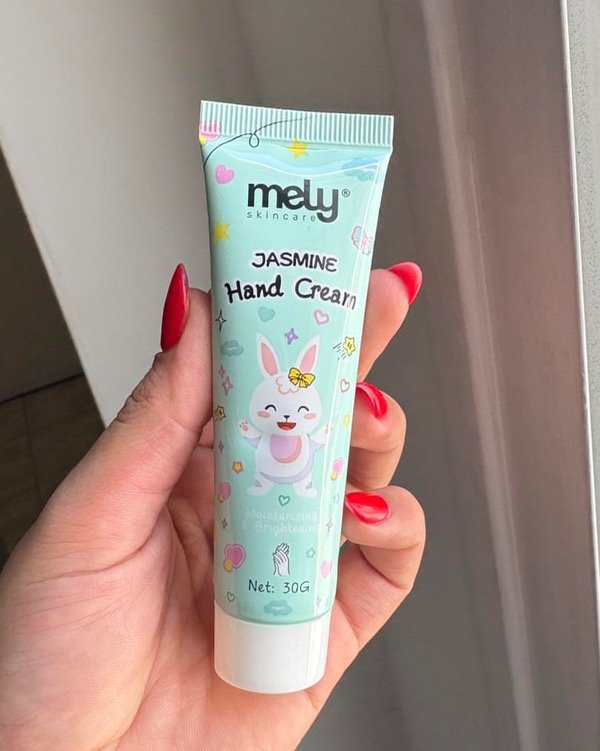 mely®
skincare
JASMINE
Hand Cream
Moisturizing
& Brightening
Net: 30G